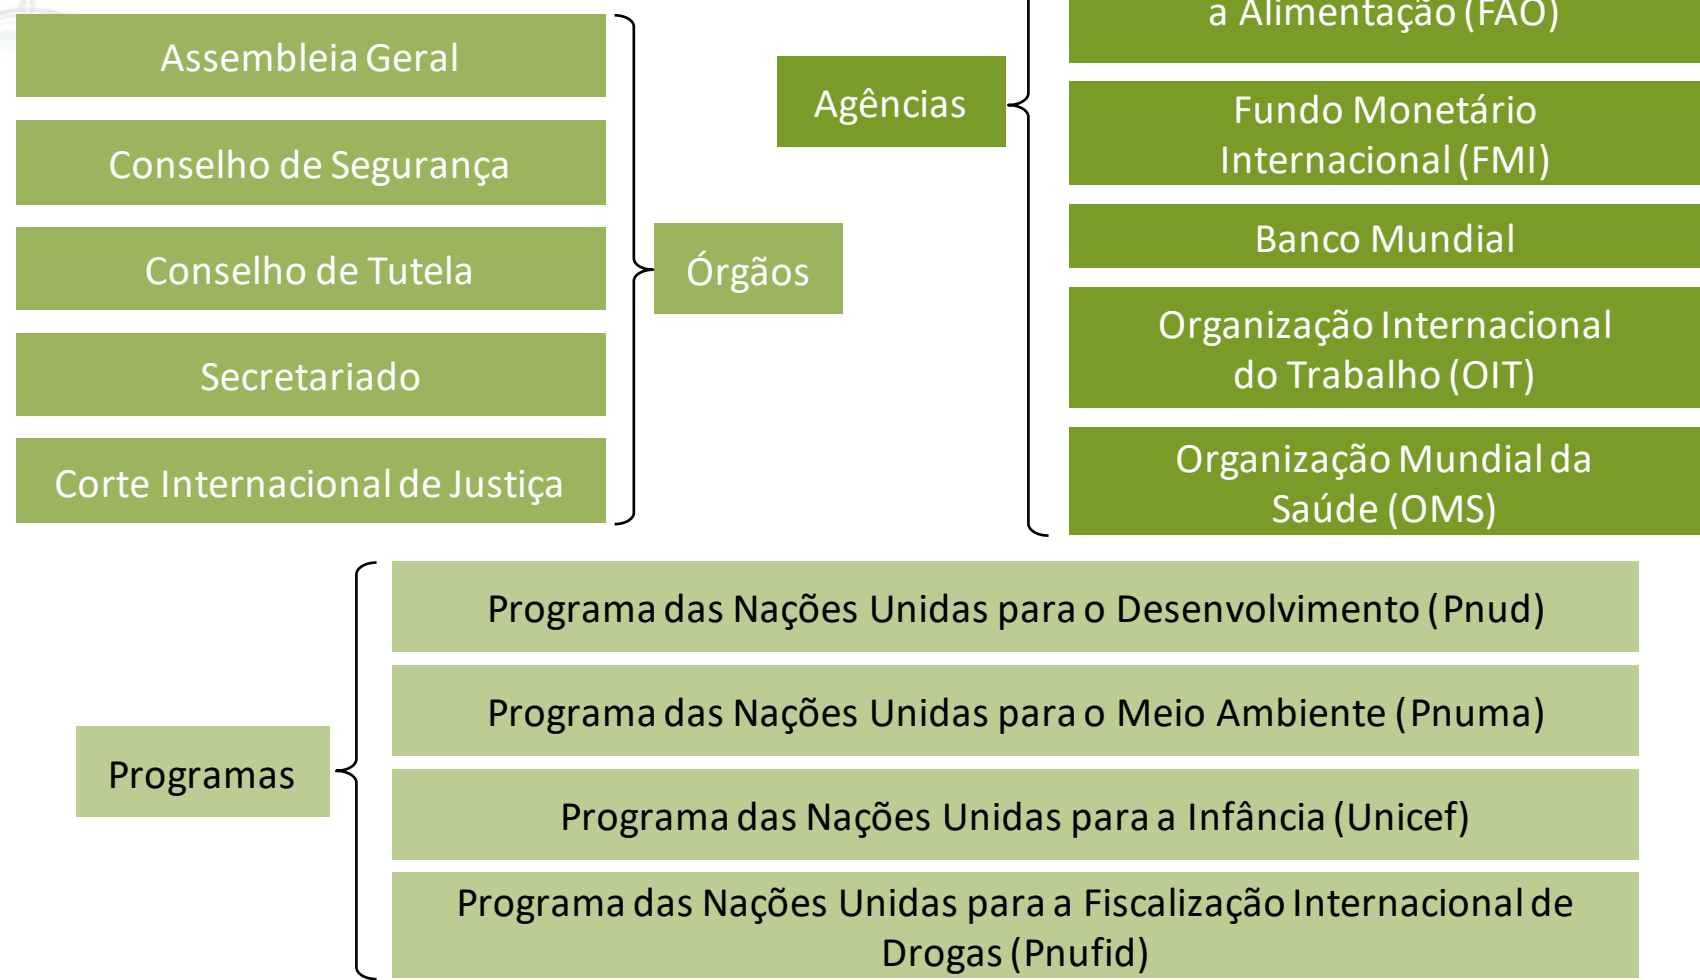 Assembleia Geral
Conselho de Segurança
Conselho de Tutela
Secretariado
Corte Internacional de Justiça
Órgãos
Agências
a Alimentação (FAO)
Fundo Monetário
Internacional (FMI)
Banco Mundial
Organização Internacional
do Trabalho (OIT)
Organização Mundial da
Saúde (OMS)
Programas
Programa das Nações Unidas para o Desenvolvimento (Pnud)
Programa das Nações Unidas para o Meio Ambiente (Pnuma)
Programa das Nações Unidas para a Infância (Unicef)
Programa das Nações Unidas para a Fiscalização Internacional de
Drogas (Pnufid)